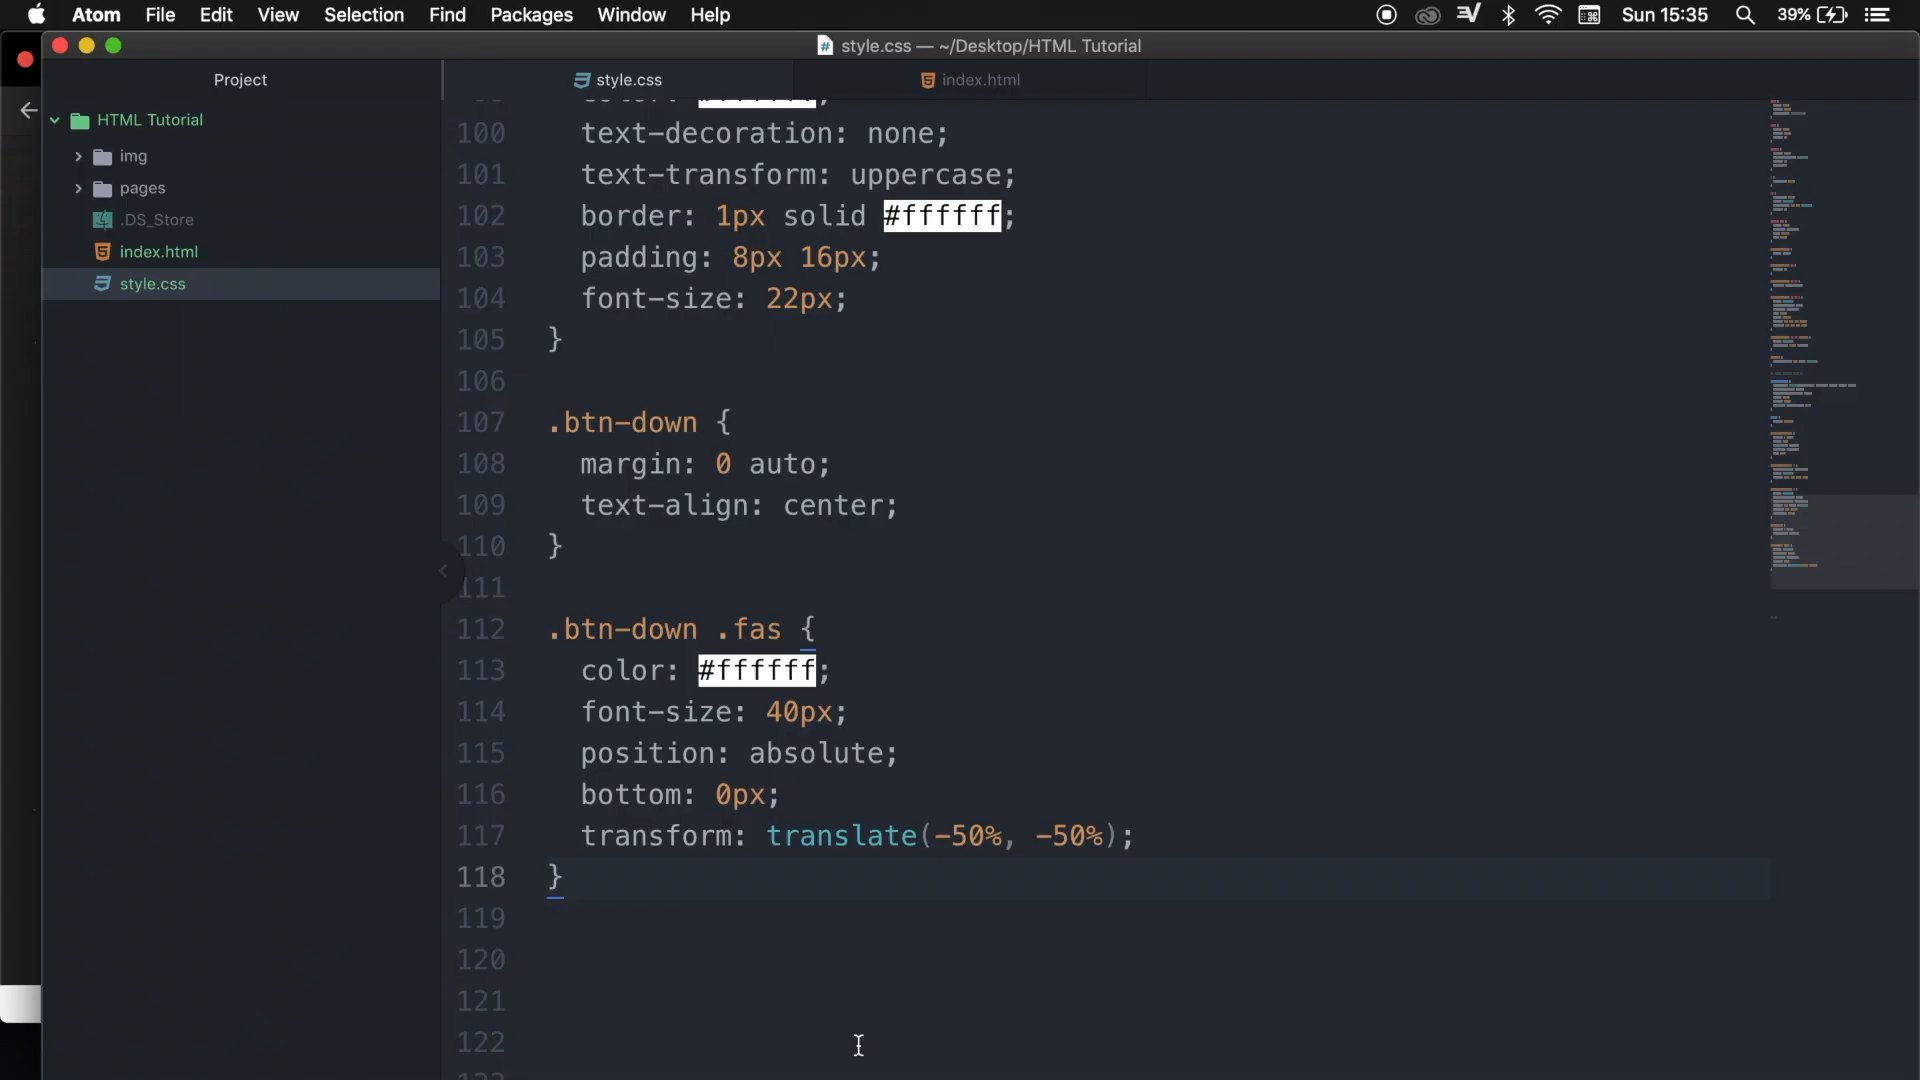 Atom File Edit View Selection Find Packages Window Help Sun 15:35 39%
style.css — ~/Desktop/HTML Tutorial
Project
style.css
index.html
HTML Tutorial
img
pages
.DS_Store
index.html
style.css
100 text-decoration: none;
101 text-transform: uppercase;
102 border: 1px solid #ffffff;
103 padding: 8px 16px;
104 font-size: 22px;
105 }
106
107 .btn-down {
108 margin: 0 auto;
109 text-align: center;
110 }
111
112 .btn-down .fas {
113 color: #ffffff;
114 font-size: 40px;
115 position: absolute;
116 bottom: 0px;
117 transform: translate(-50%, -50%);
118 }
119
120
121
122